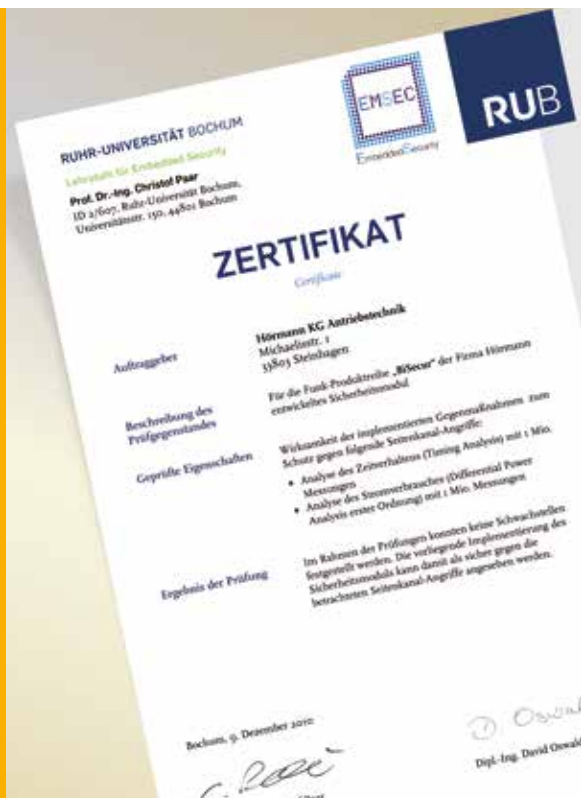 RUHR-UNIVERSITÄT BOCHUM
Lehrstuhl für Embedded Security
Prof. Dr.-Ing. Christof Paar
ID 2/607, Ruhr-Universität Bochum,
Universitätsstr. 150, 44801 Bochum
EMSEC
EmbeddedSecurity
RUB
ZERTIFIKAT
Certificate
Auftraggeber
Hörmann KG Antriebstechnik
Michaelisstr. 1
33803 Steinhagen
Beschreibung des
Prüfgegenstandes
Für die Funk-Produktreihe „BiSecur“ der Firma Hörmann
entwickeltes Sicherheitsmodul
Geprüfte Eigenschaften
Wirksamkeit der implementierten Gegenmaßnahmen zum
Schutz gegen folgende Seitenkanal-Angriffe:
• Analyse des Zeitverhaltens (Timing Analysis) mit 1 Mio.
Messungen
• Analyse des Stromverbrauches (Differential Power
Analysis erster Ordnung) mit 1 Mio. Messungen
Ergebnis der Prüfung
Im Rahmen der Prüfungen konnten keine Schwachstellen
festgestellt werden. Die vorliegende Implementierung des
Sicherheitsmoduls kann damit als sicher gegen die
betrachteten Seitenkanal-Angriffe angesehen werden.
Bochum, 9. Dezember 2010
D Oswal
Dipl.-Ing. David Oswald